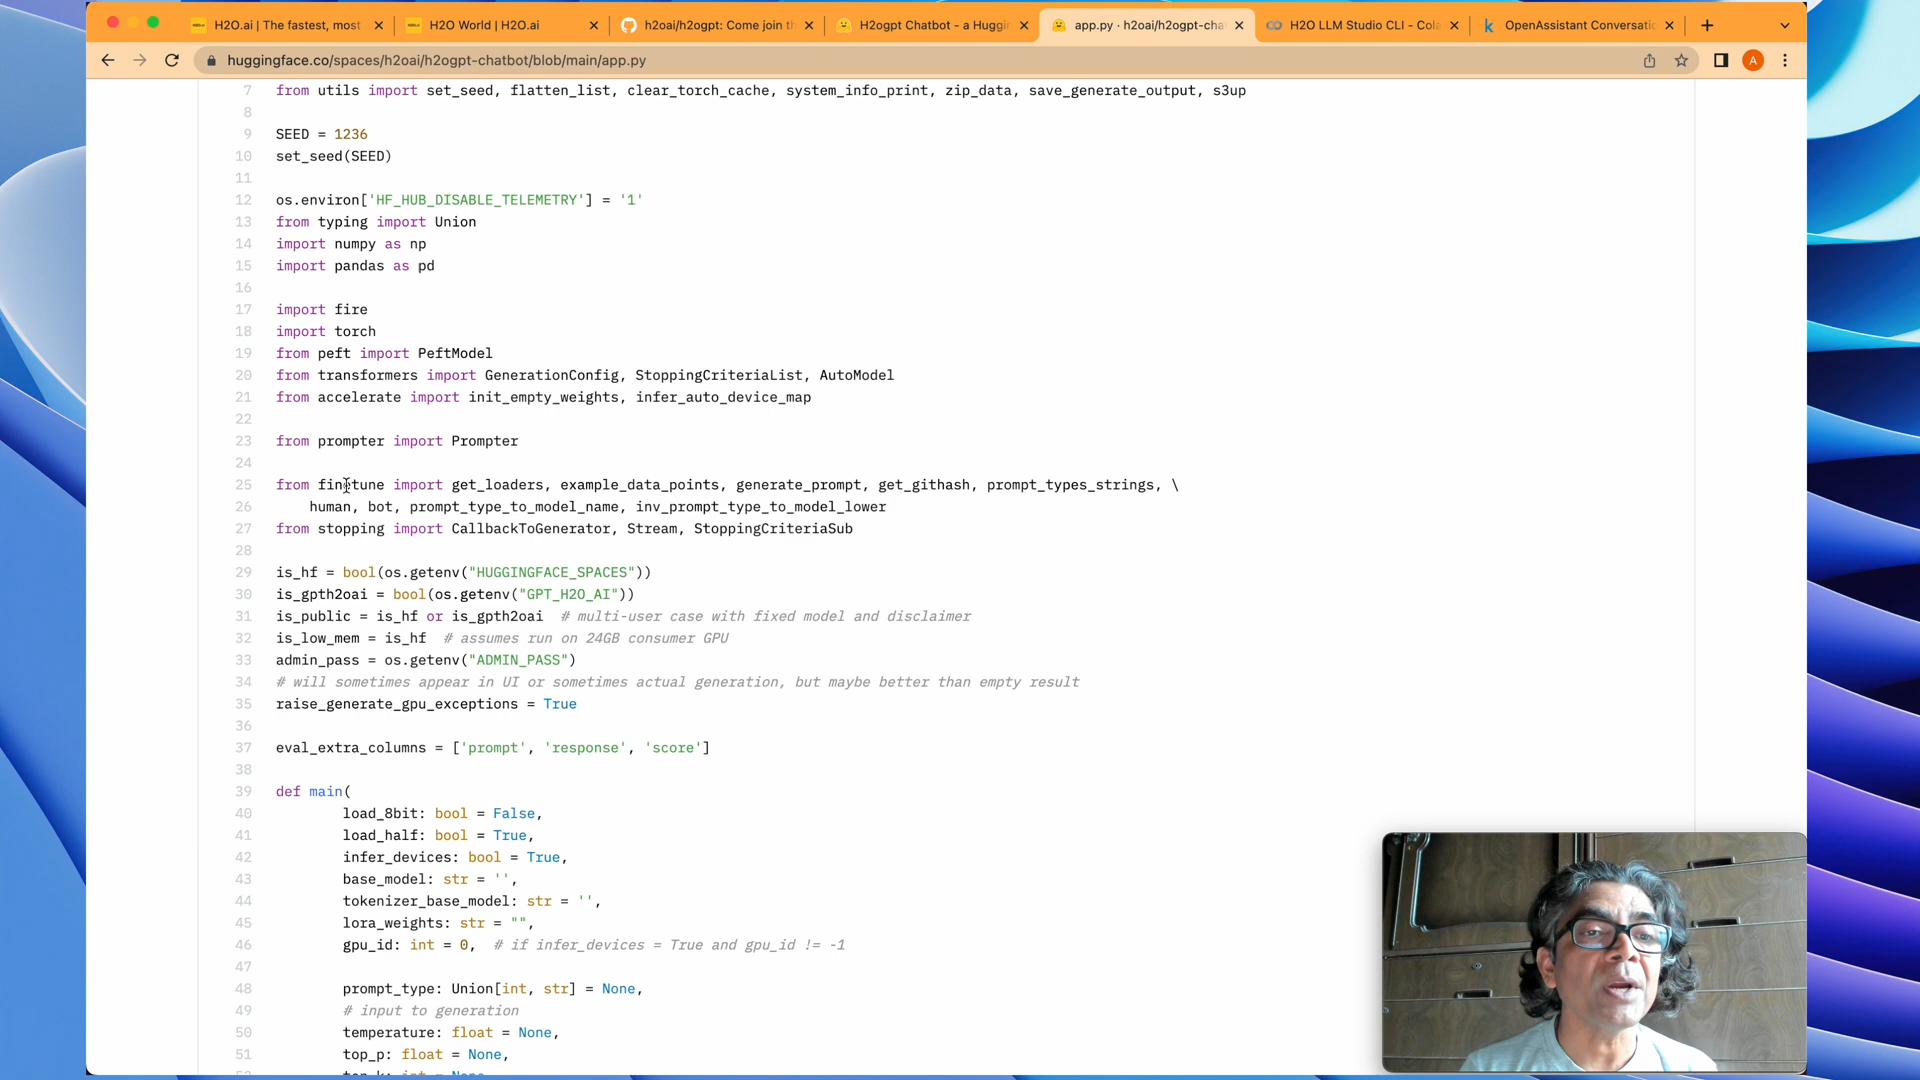 H2O.ai | The fastest, most
H2O World | H2O.ai
h2oai/h2ogpt: Come join th
H2ogpt Chatbot - a Huggin
app.py · h2oai/h2ogpt-cha
H2O LLM Studio CLI - Cola
OpenAssistant Conversatio
huggingface.co/spaces/h2oai/h2ogpt-chatbot/blob/main/app.py
A
7 from utils import set_seed, flatten_list, clear_torch_cache, system_info_print, zip_data, save_generate_output, s3up
8
9 SEED = 1236
10 set_seed(SEED)
11
12 os.environ['HF_HUB_DISABLE_TELEMETRY'] = '1'
13 from typing import Union
14 import numpy as np
15 import pandas as pd
16
17 import fire
18 import torch
19 from peft import PeftModel
20 from transformers import GenerationConfig, StoppingCriteriaList, AutoModel
21 from accelerate import init_empty_weights, infer_auto_device_map
22
23 from prompter import Prompter
24
25 from finetune import get_loaders, example_data_points, generate_prompt, get_githash, prompt_types_strings, \
26 human, bot, prompt_type_to_model_name, inv_prompt_type_to_model_lower
27 from stopping import CallbackToGenerator, Stream, StoppingCriteriaSub
28
29 is_hf = bool(os.getenv("HUGGINGFACE_SPACES"))
30 is_gpth2oai = bool(os.getenv("GPT_H2O_AI"))
31 is_public = is_hf or is_gpth2oai # multi-user case with fixed model and disclaimer
32 is_low_mem = is_hf # assumes run on 24GB consumer GPU
33 admin_pass = os.getenv("ADMIN_PASS")
34 # will sometimes appear in UI or sometimes actual generation, but maybe better than empty result
35 raise_generate_gpu_exceptions = True
36
37 eval_extra_columns = ['prompt', 'response', 'score']
38
39 def main(
40 load_8bit: bool = False,
41 load_half: bool = True,
42 infer_devices: bool = True,
43 base_model: str = '',
44 tokenizer_base_model: str = '',
45 lora_weights: str = "",
46 gpu_id: int = 0, # if infer_devices = True and gpu_id != -1
47
48 prompt_type: Union[int, str] = None,
49 # input to generation
50 temperature: float = None,
51 top_p: float = None,